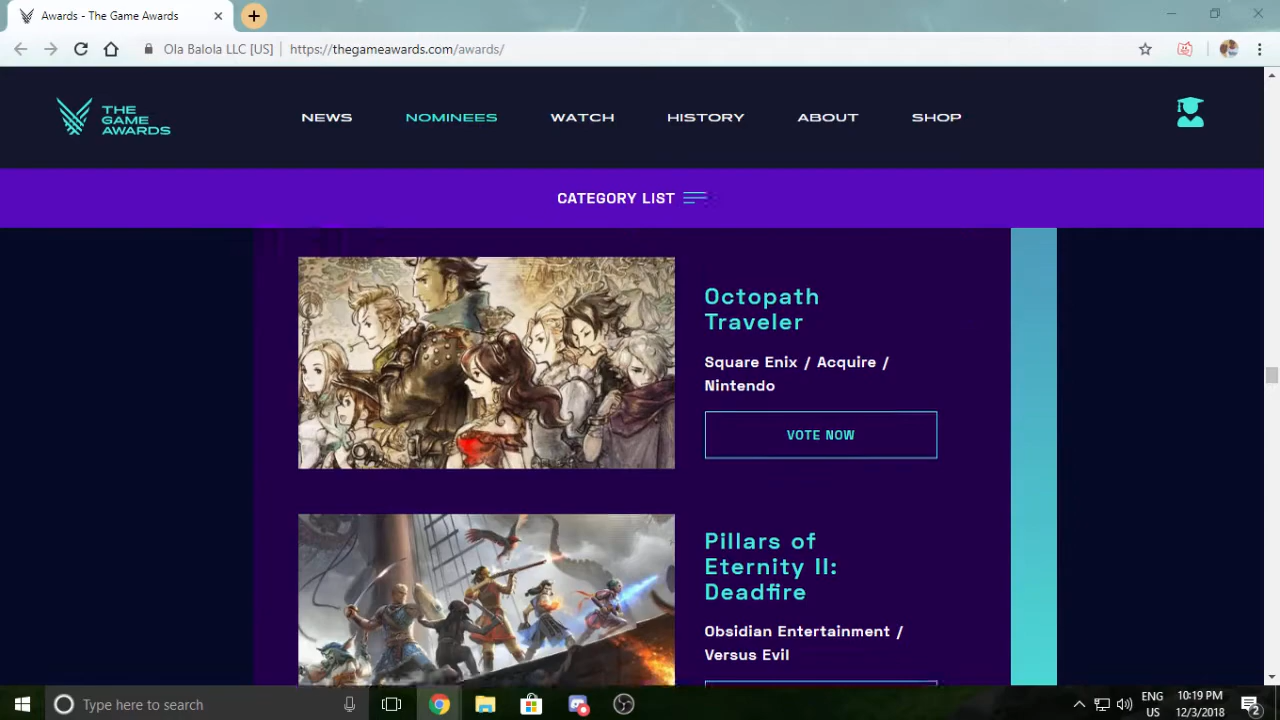 Awards - The Game Awards
Ola Balola LLC [US] | https://thegameawards.com/awards/
THE
GAME
AWARDS
NEWS
NOMINEES
WATCH
HISTORY
ABOUT
SHOP
CATEGORY LIST
Octopath
Traveler
Square Enix / Acquire /
Nintendo
VOTE NOW
Pillars of
Eternity II:
Deadfire
Obsidian Entertainment /
Versus Evil
Type here to search
ENG
US
10:19 PM
12/3/2018
2